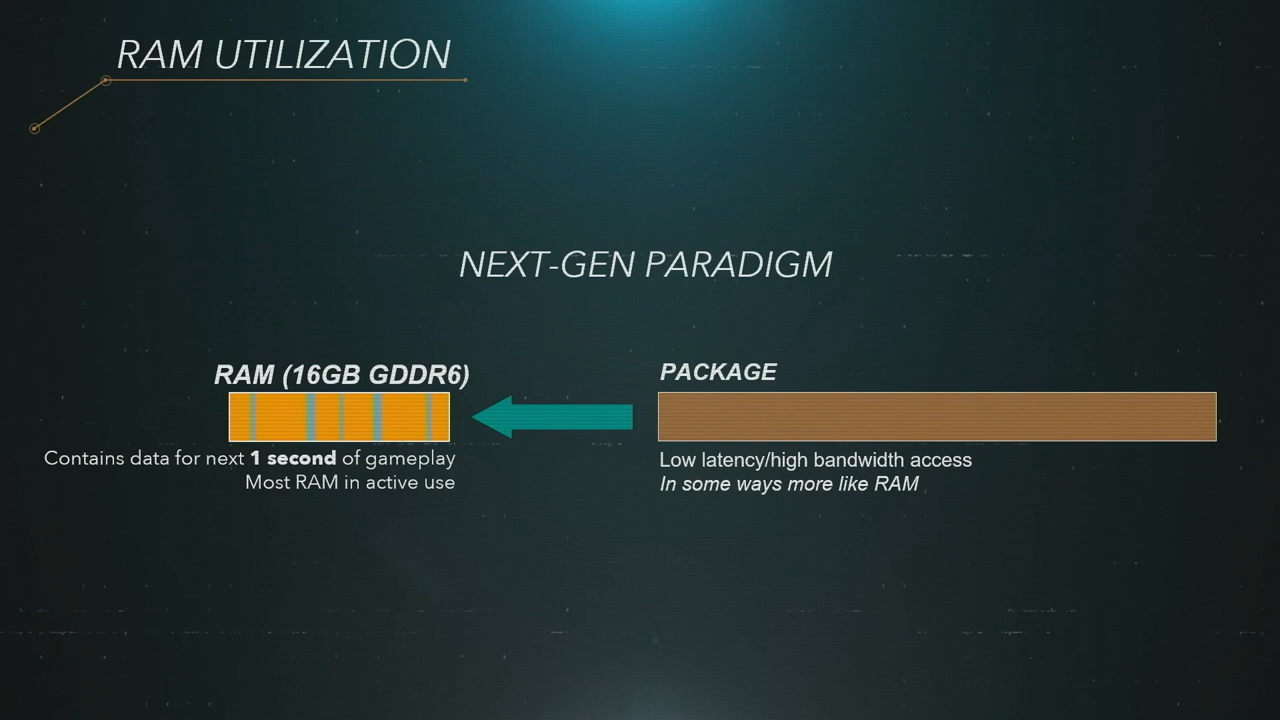 RAM UTILIZATION
NEXT-GEN PARADIGM
RAM (16GB GDDR6)
Contains data for next 1 second of gameplay
Most RAM in active use
PACKAGE
Low latency/high bandwidth access
In some ways more like RAM